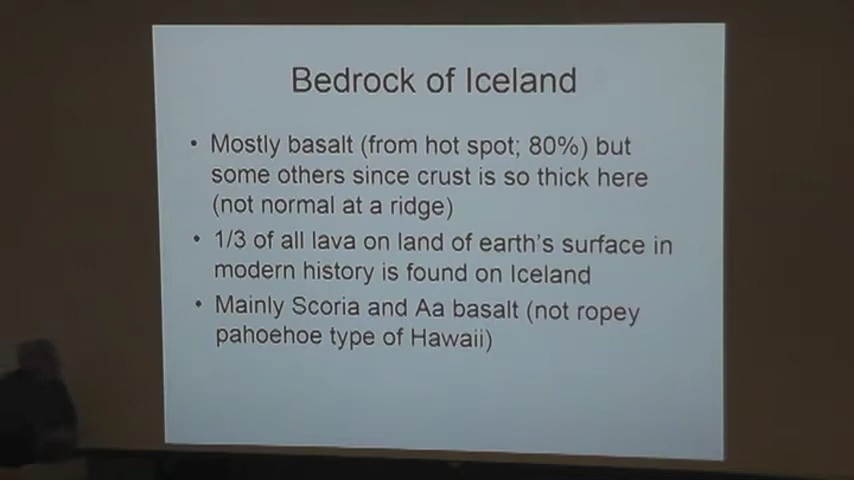 Bedrock of Iceland
• Mostly basalt (from hot spot; 80%) but
some others since crust is so thick here
(not normal at a ridge)
• 1/3 of all lava on land of earth's surface in
modern history is found on Iceland
• Mainly Scoria and Aa basalt (not ropey
pahoehoe type of Hawaii)